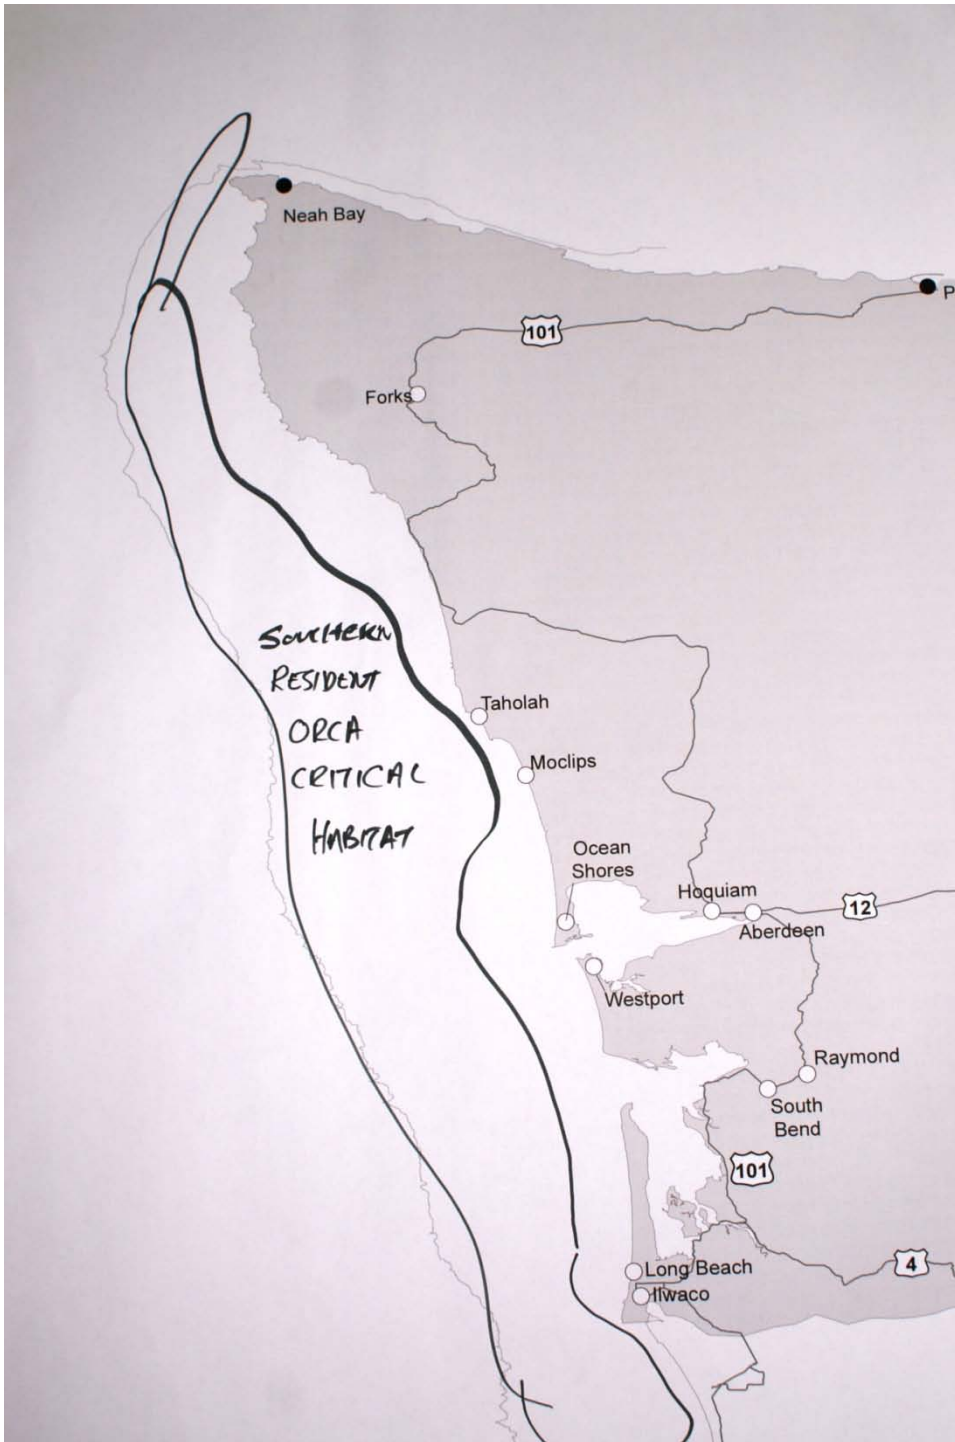 Neah Bay
P
101
Forks
SOUTHERN
RESIDENT
ORCA
CRITICAL
HABITAT
Taholah
Moclips
Ocean
Shores
Hoquiam
12
Aberdeen
Westport
Raymond
South
Bend
101
4
Long Beach
Ilwaco